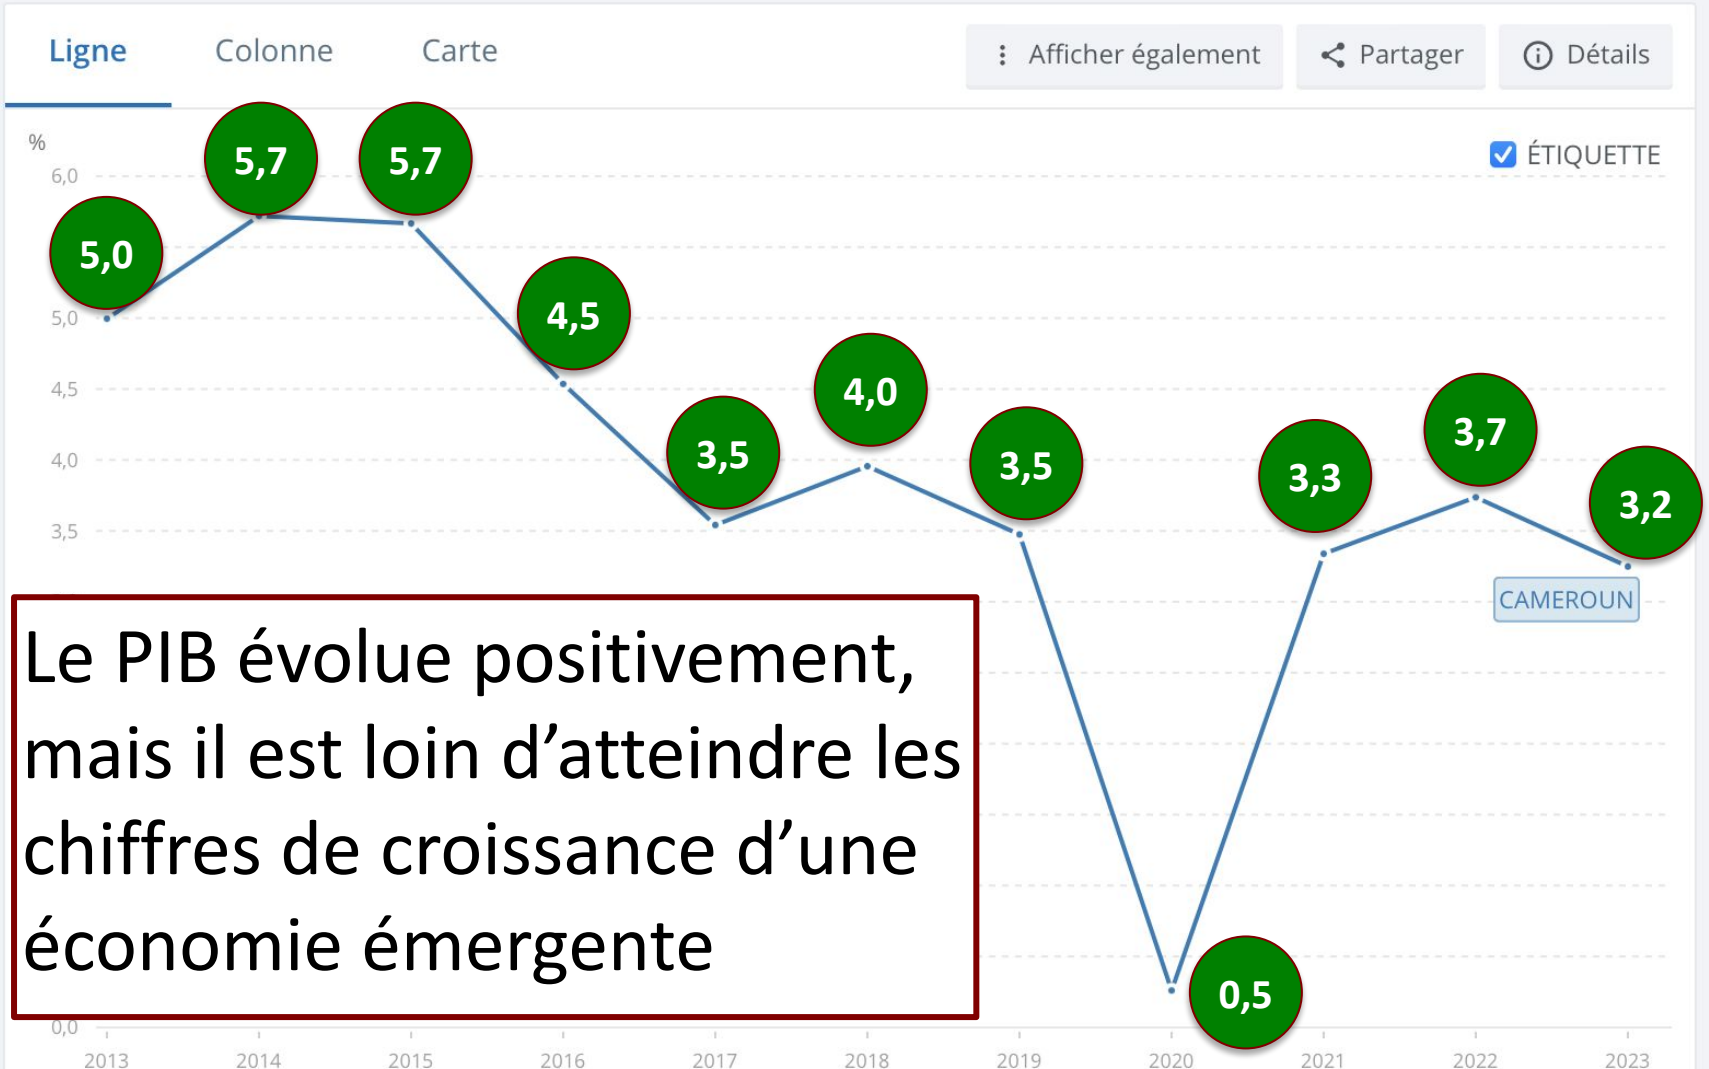 Ligne Colonne Carte Afficher également Partager Détails
% ÉTIQUETTE
5,7 5,7
6,0
5,0
4,5
5,0
4,5
4,0
3,5
3,5
3,3
3,7
3,2
4,0
3,5
CAMEROUN
Le PIB évolue positivement,
mais il est loin d’atteindre les
chiffres de croissance d’une
économie émergente
0,5
0,0
2013 2014 2015 2016 2017 2018 2019 2020 2021 2022 2023